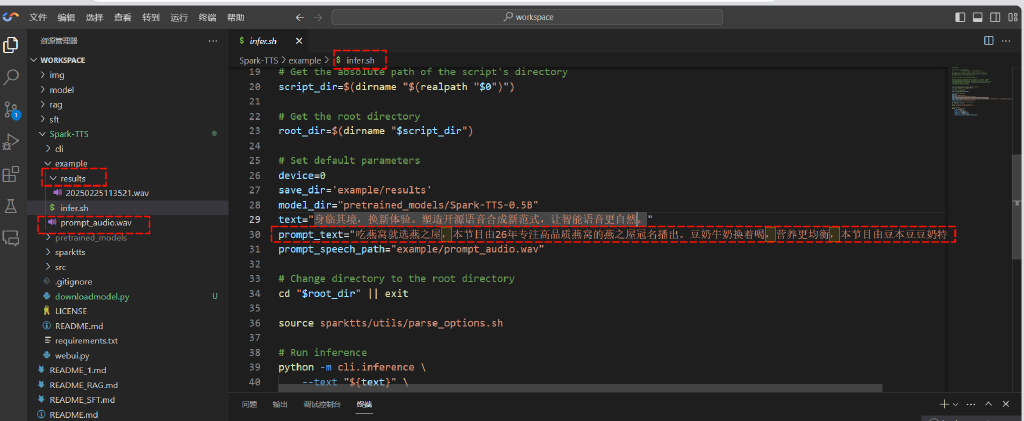 文件 编辑 选择 查看 转到 运行 终端 帮助
workspace
资源管理器
WORKSPACE
img
model
rag
sft
Spark-TTS
cli
example
results
20250225113521.wav
infer.sh
prompt_audio.wav
pretrained_models
sparktts
src
.gitignore
downloadmodel.py U
LICENSE
README.md
requirements.txt
webui.py
README_1.md
README_RAG.md
README_SFT.md
README.md
1
$ infer.sh
Spark-TTS > example > $ infer.sh
19 # Get the absolute path of the script's directory
20 script_dir=$(dirname "$(realpath "$0")")
21
22 # Get the root directory
23 root_dir=$(dirname "$script_dir")
24
25 # Set default parameters
26 device=0
27 save_dir='example/results'
28 model_dir="pretrained_models/Spark-TTS-0.5B"
29 text="身临其境，换新体验。塑造开源语音合成新范式，让智能语音更自然。"
30 prompt_text="吃燕窝就选燕之屋，本节目由26年专注高品质燕窝的燕之屋冠名播出。豆奶牛奶换着喝，营养更均衡，本节目由豆本豆豆奶特
31 prompt_speech_path="example/prompt_audio.wav"
32
33 # Change directory to the root directory
34 cd "$root_dir" || exit
35
36 source sparktts/utils/parse_options.sh
37
38 # Run inference
39 python -m cli.inference \
40 --text "${text}" \
问题 输出 调试控制台 终端